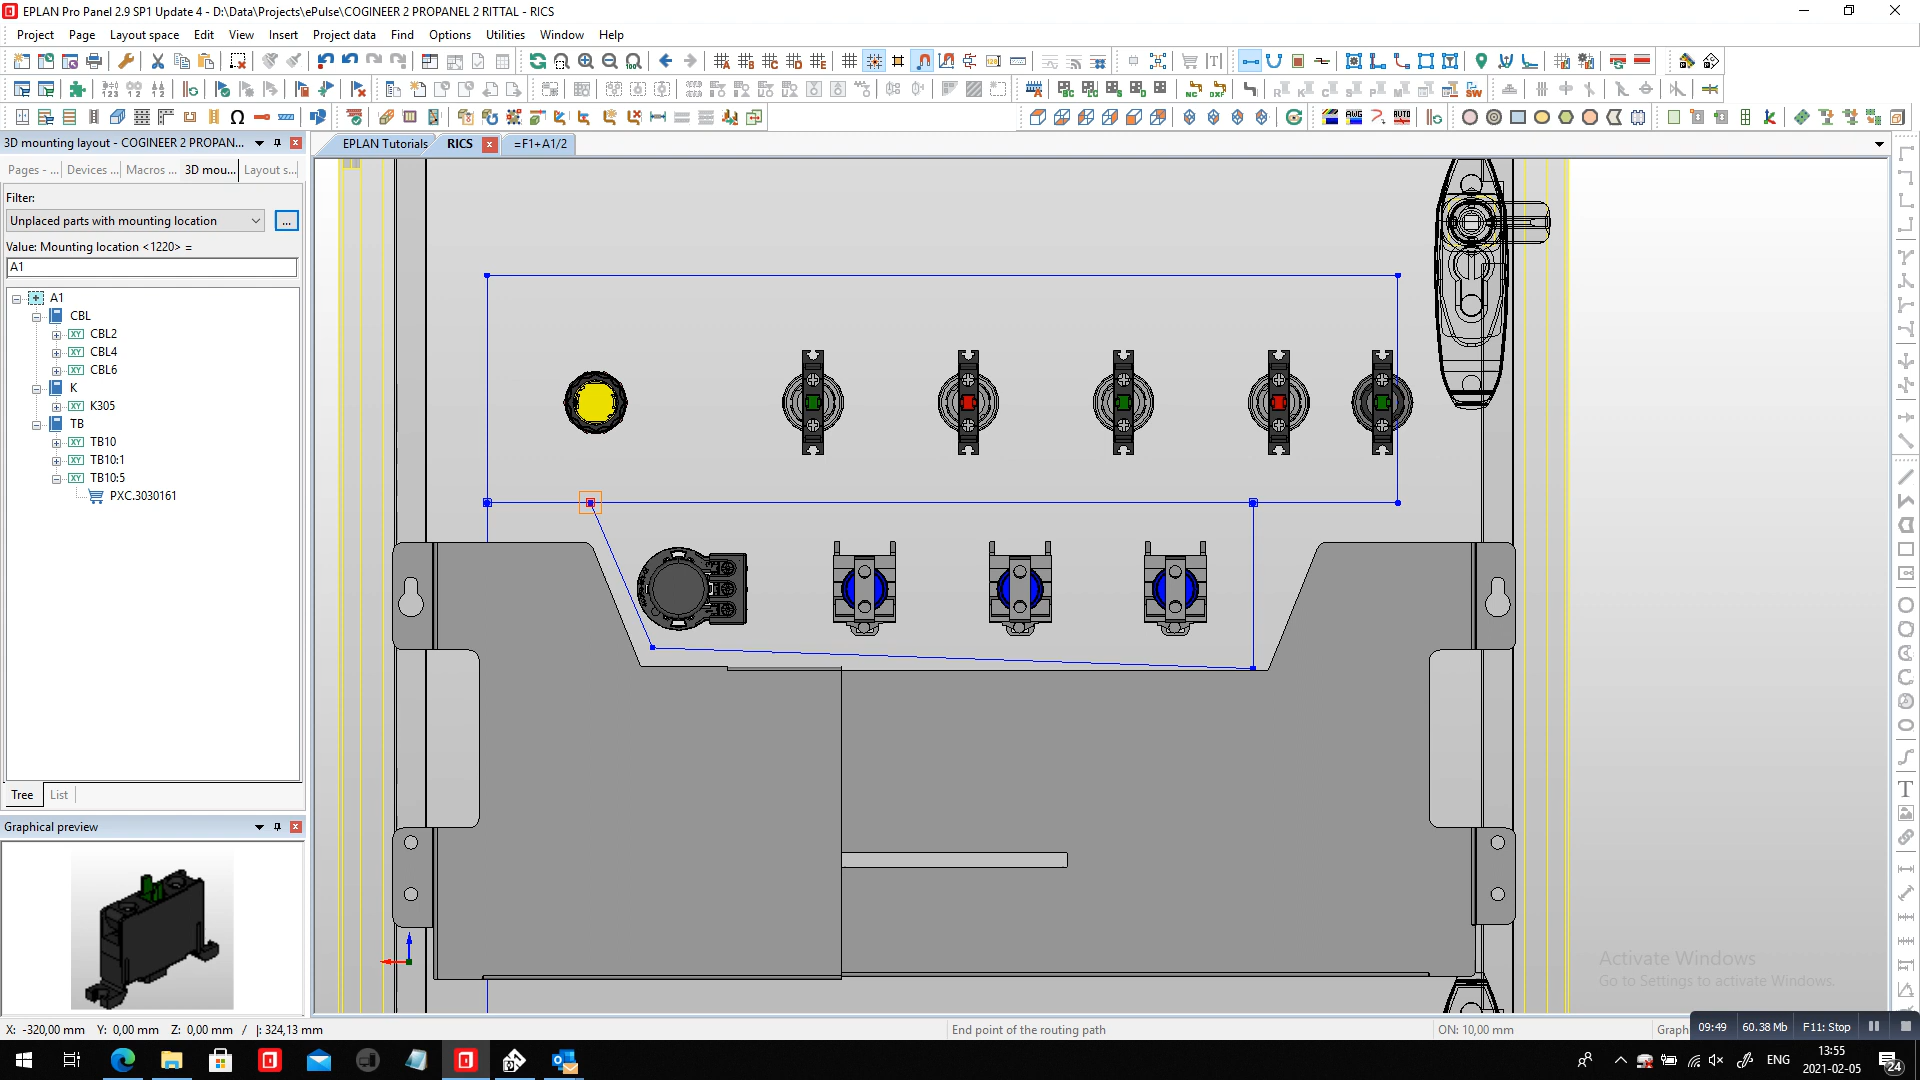 EPLAN Pro Panel 2.9 SP1 Update 4 - D:\Data\Projects\ePulse\COGINEER 2 PROPANEL 2 RITTAL - RICS
Project Page Layout space Edit View Insert Project data Find Options Utilities Window Help
3D mounting layout - COGINEER 2 PROPAN...
EPLAN Tutorials RICS =F1+A1/2
Pages - ... Devices ... Macros ... 3D mou... Layout s...
Filter:
Unplaced parts with mounting location
...
Value: Mounting location <1220> =
A1
A1
CBL
CBL2
CBL4
CBL6
K
K305
TB
TB10
TB10:1
TB10:5
PXC.3030161
Tree List
Graphical preview
Activate Windows
Go to Settings to activate Windows.
X: -320,00 mm Y: 0,00 mm Z: 0,00 mm / |: 324,13 mm
End point of the routing path
ON: 10,00 mm
Graph
09:49 60.38 Mb F11: Stop
ENG
13:55
2021-02-05
24